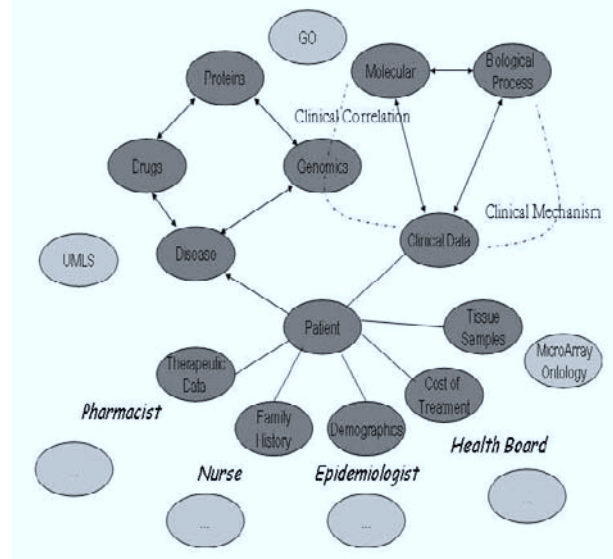 GO
Proteins
Molecular
Biological
Process
Clinical Correlation
Drugs
Genomics
Clinical Mechanism
Clinical Data
UMLS
Disease
Patient
Tissue
Samples
MicroArray
Ontology
Therapeutic
Data
Cost of
Treatment
Pharmacist
Family
History
Demographics
Health Board
Nurse
Epidemiologist
...
...
...
...